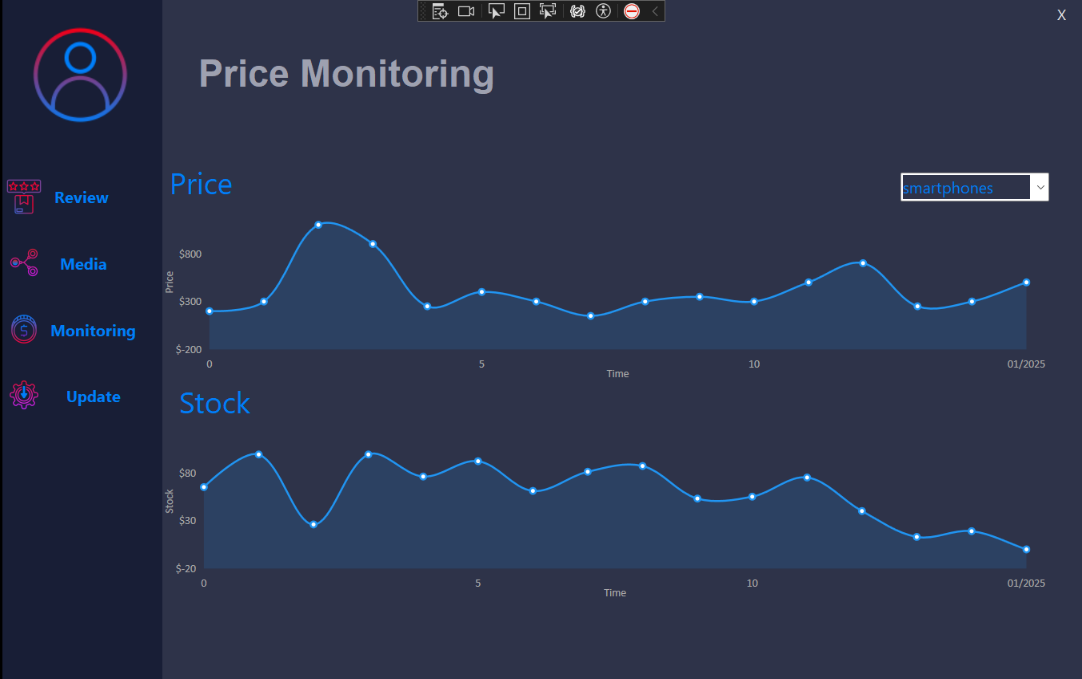 X
Price Monitoring
Review
Media
Monitoring
Update
Price
smartphones
$800
Price
$300
$-200
0
5
10
01/2025
Time
Stock
$80
Stock
$30
$-20
0
5
10
01/2025
Time